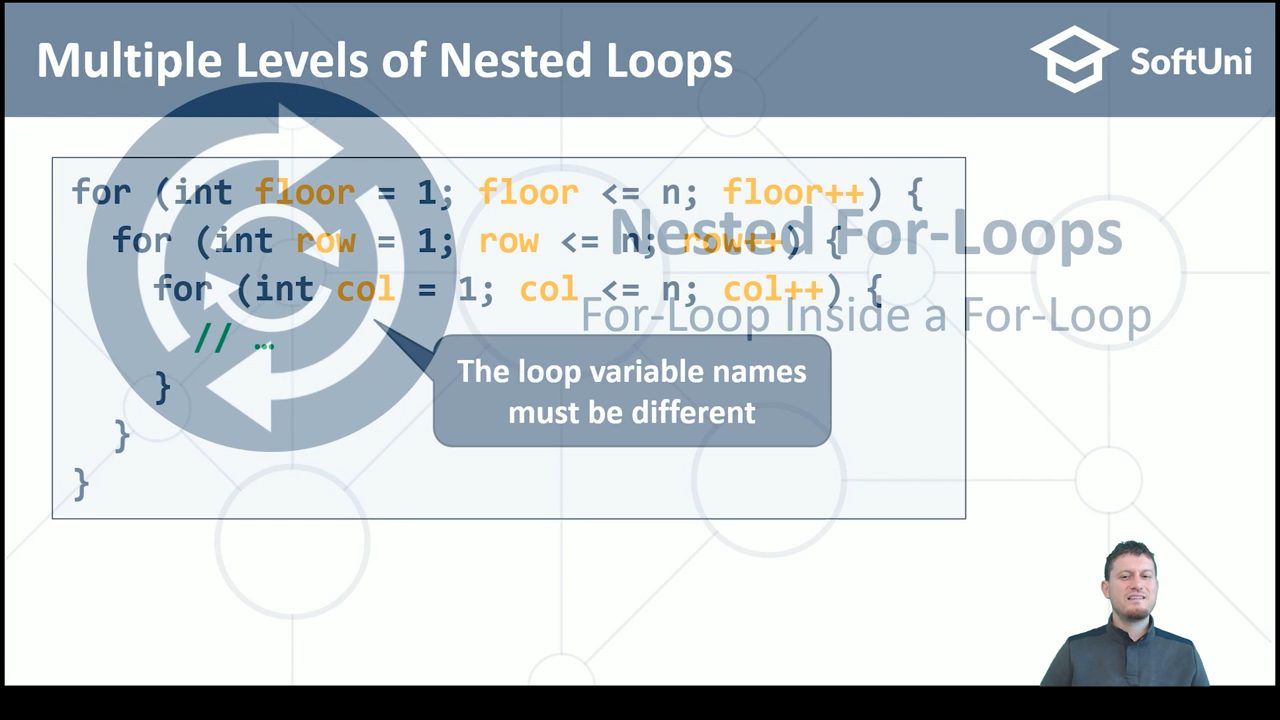 Multiple Levels of Nested Loops
SoftUni
for (int floor = 1; floor <= n; floor++) {
for (int row = 1; row <= n; row++) {
for (int col = 1; col <= n; col++) {
// …
}
}
}
The loop variable names
must be different
Nested For-Loops
For-Loop Inside a For-Loop